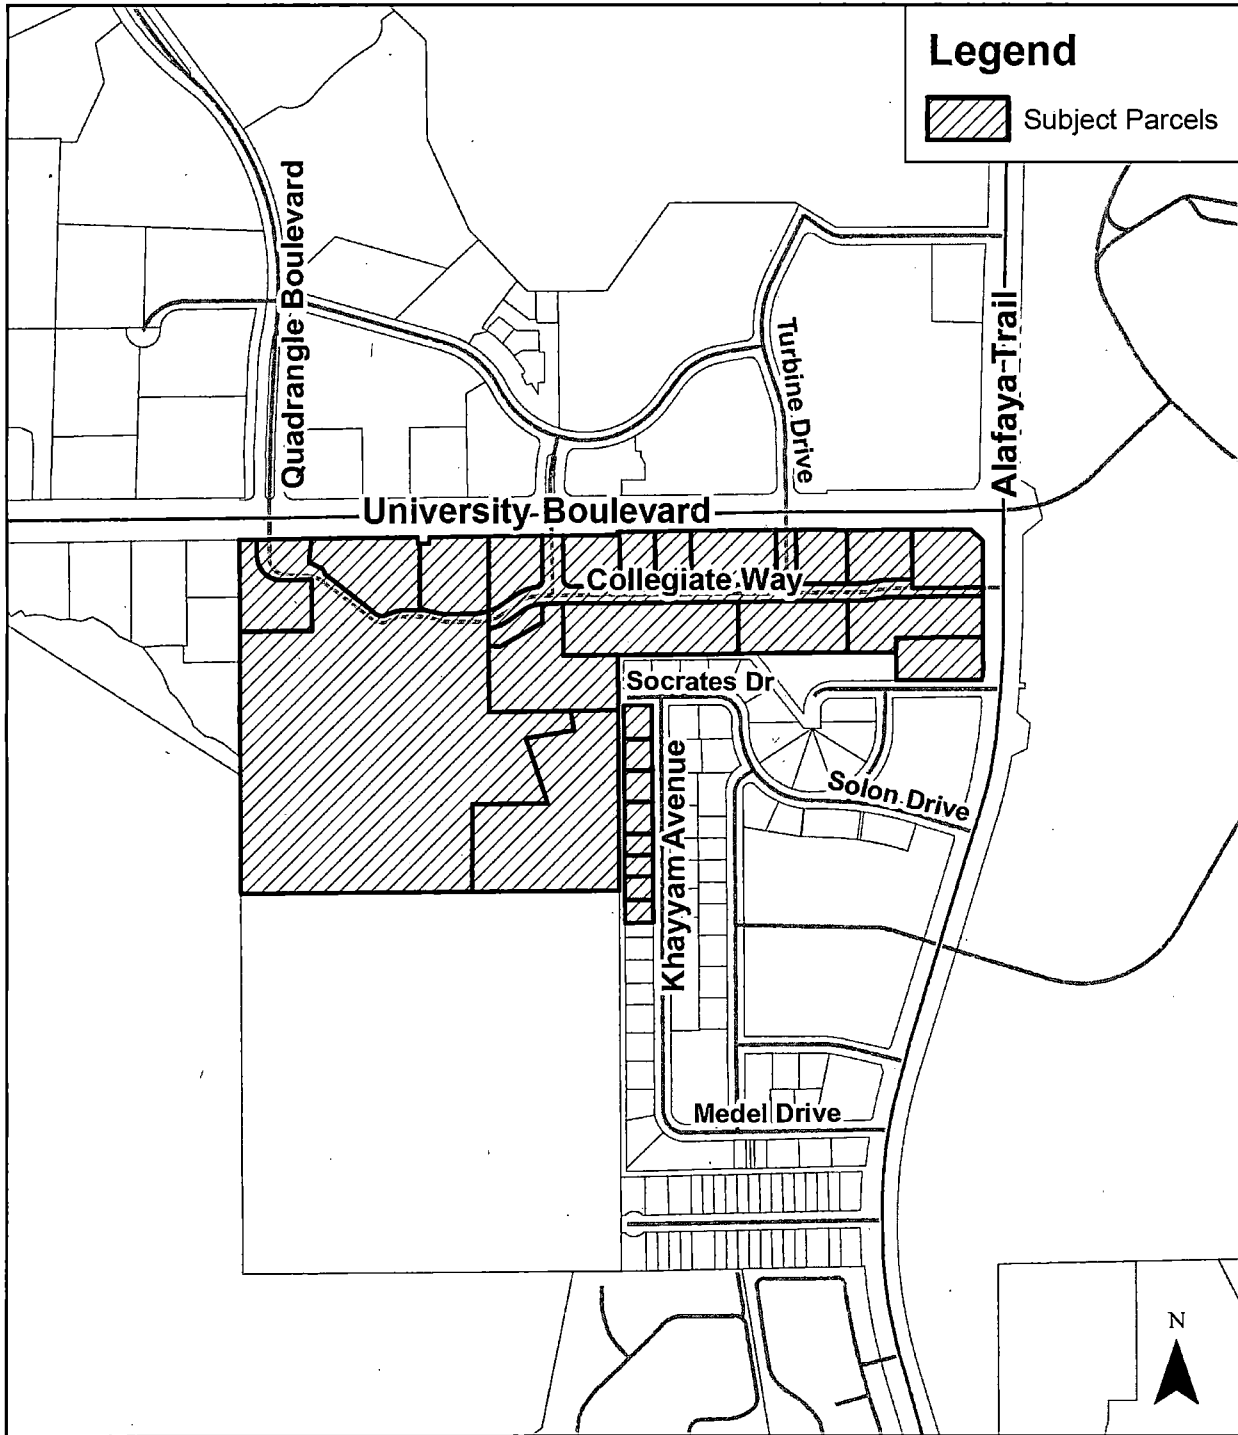 Legend
Subject Parcels
Quadrangle Boulevard
Turbine Drive
Alafaya Trail
University Boulevard
Collegiate Way
Socrates Dr
Solon Drive
Khayyam Avenue
Medel Drive
N